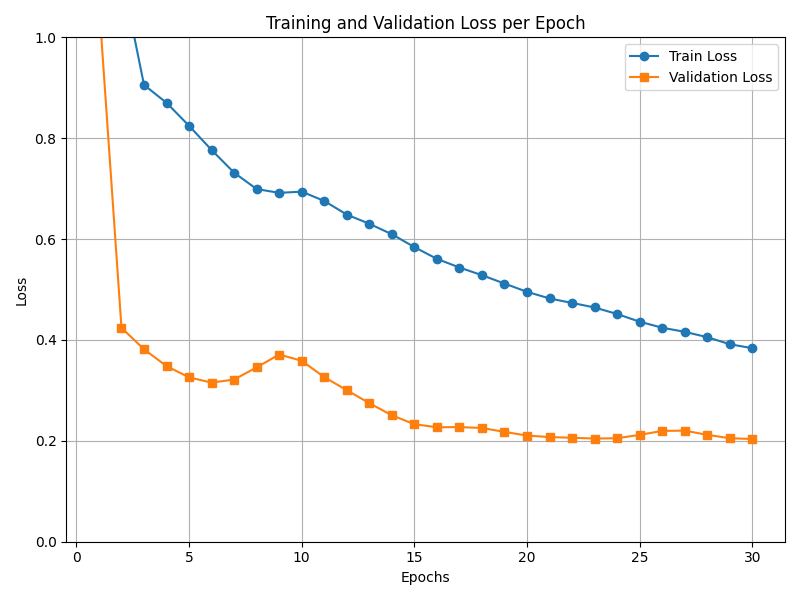 Training and Validation Loss per Epoch
Train Loss
Validation Loss
1.0
0.8
0.6
0.4
0.2
0.0
Loss
0 5 10 15 20 25 30
Epochs